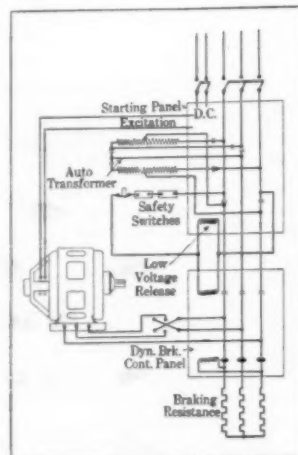 Starting Panel
D.C.
Excitation
Auto
Transformer
Safety
Switches
Low
Voltage
Release
Dyn. Brk.
Cont. Panel
Braking
Resistance